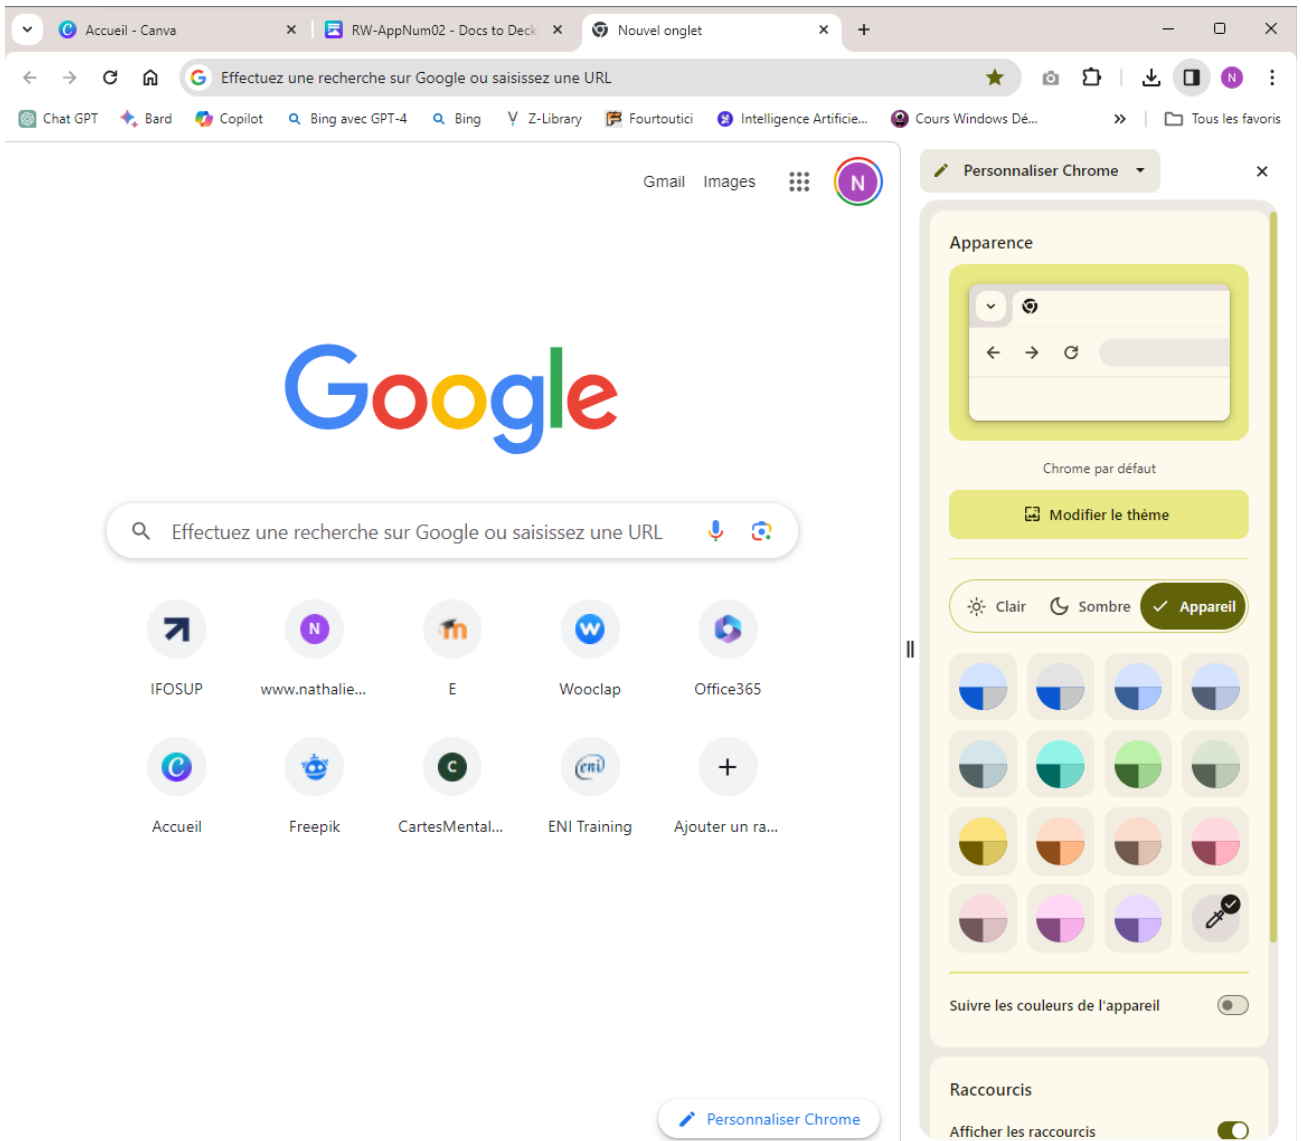 Accueil - Canva
RW-AppNum02 - Docs to Deck
Nouvel onglet
Effectuez une recherche sur Google ou saisissez une URL
N
Chat GPT
Bard
Copilot
Bing avec GPT-4
Bing
Z-Library
Fourtoutici
Intelligence Artificie...
Cours Windows Dé...
Tous les favoris
Gmail
Images
N
Google
Effectuez une recherche sur Google ou saisissez une URL
N
IFOSUP
www.nathalie...
E
Wooclap
Office365
C
eni
Accueil
Freepik
CartesMental...
ENI Training
Ajouter un ra...
Personnaliser Chrome
Personnaliser Chrome
Apparence
Chrome par défaut
Modifier le thème
Clair
Sombre
Appareil
Suivre les couleurs de l'appareil
Raccourcis
Afficher les raccourcis